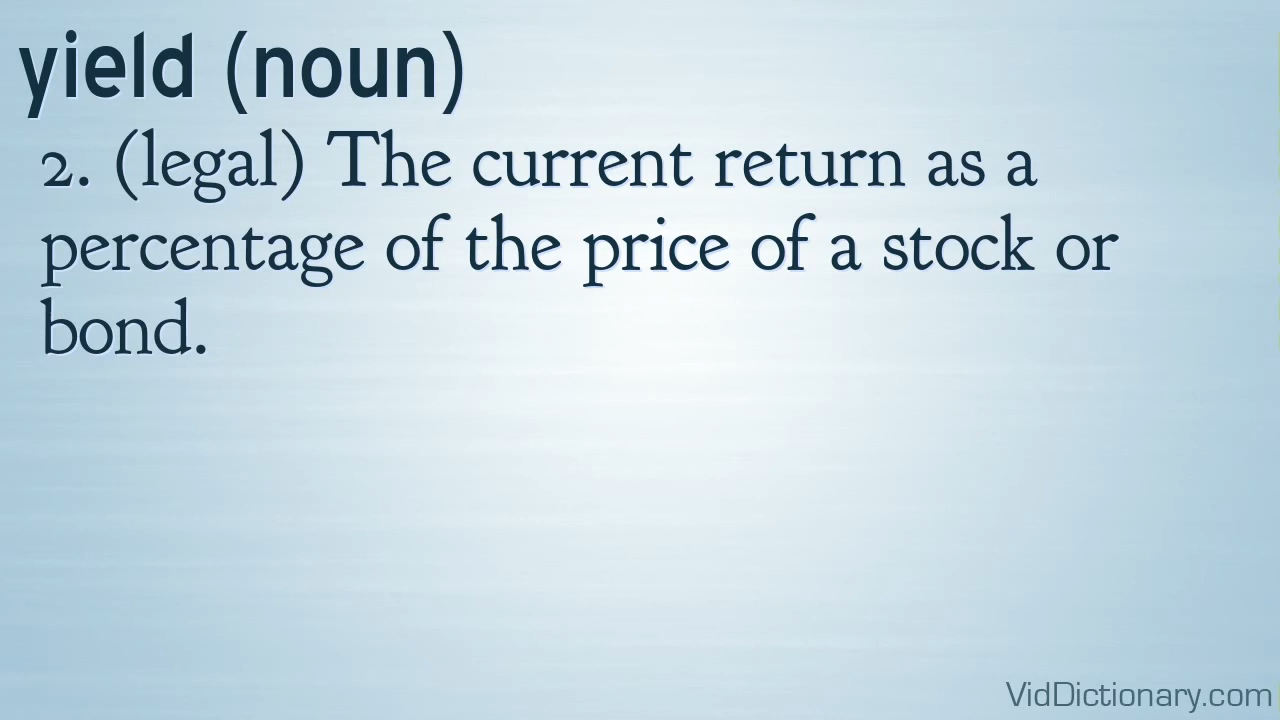 yield (noun)
2. (legal) The current return as a
percentage of the price of a stock or
bond.
VidDictionary.com